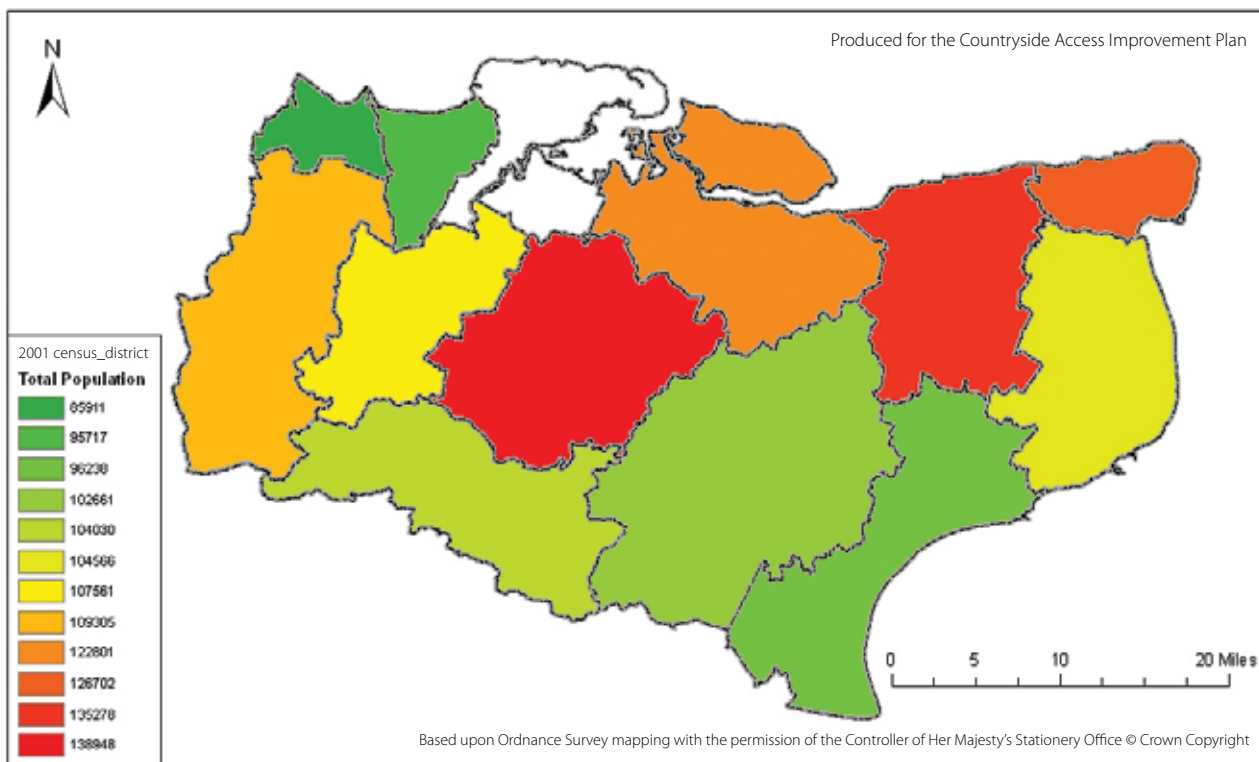 Produced for the Countryside Access Improvement Plan
N
2001 census_district
Total Population
85911
95717
96238
102661
104030
104566
107561
109305
122801
126702
135278
138948
0 5 10 20 Miles
Based upon Ordnance Survey mapping with the permission of the Controller of Her Majesty's Stationery Office © Crown Copyright